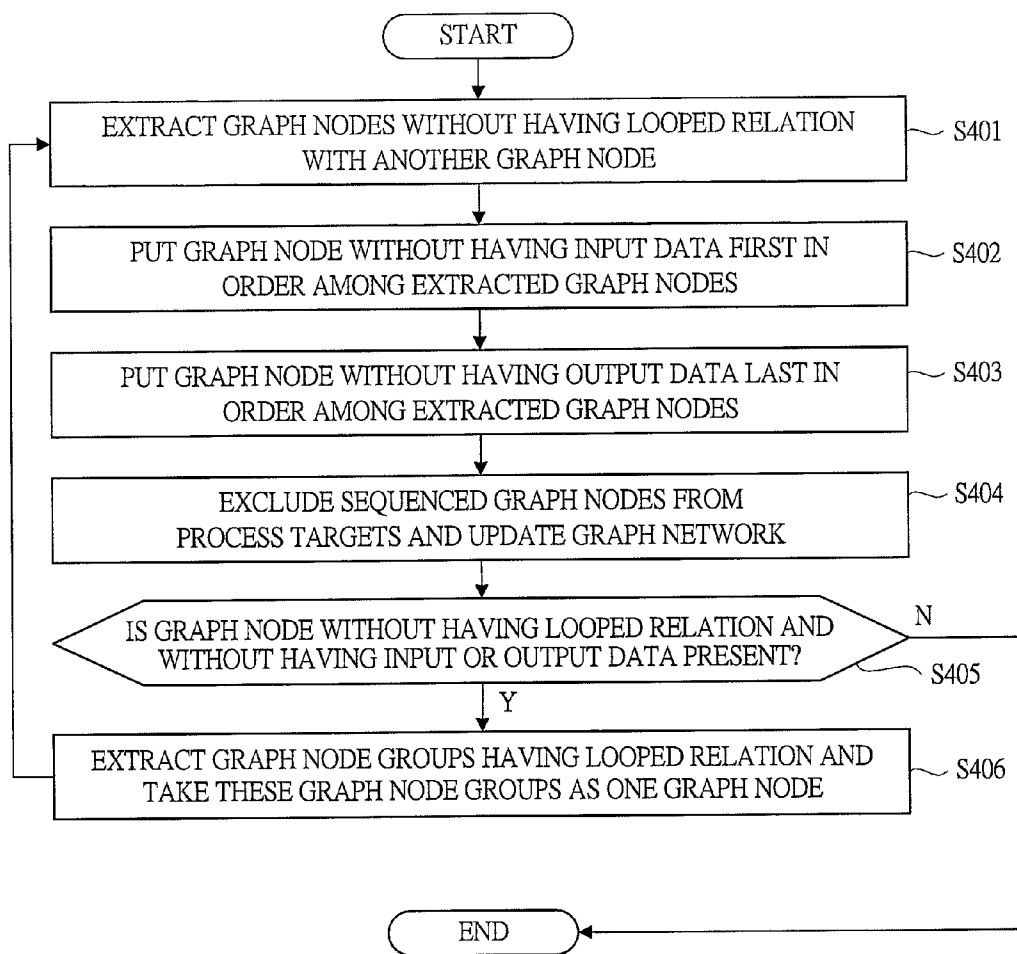 START
EXTRACT GRAPH NODES WITHOUT HAVING LOOPED RELATION
WITH ANOTHER GRAPH NODE
S401
PUT GRAPH NODE WITHOUT HAVING INPUT DATA FIRST IN
ORDER AMONG EXTRACTED GRAPH NODES
S402
PUT GRAPH NODE WITHOUT HAVING OUTPUT DATA LAST IN
ORDER AMONG EXTRACTED GRAPH NODES
S403
EXCLUDE SEQUENCED GRAPH NODES FROM
PROCESS TARGETS AND UPDATE GRAPH NETWORK
S404
IS GRAPH NODE WITHOUT HAVING LOOPED RELATION AND
WITHOUT HAVING INPUT OR OUTPUT DATA PRESENT?
N
S405
Y
EXTRACT GRAPH NODE GROUPS HAVING LOOPED RELATION AND
TAKE THESE GRAPH NODE GROUPS AS ONE GRAPH NODE
S406
END